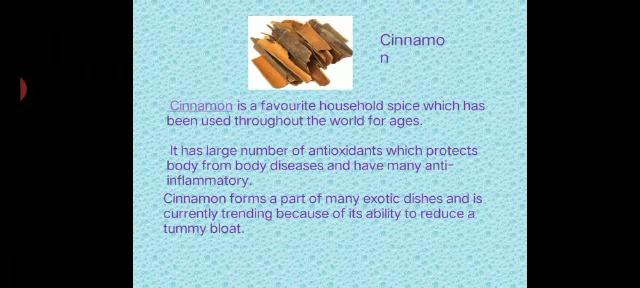 Cinnamo
n
Cinnamon is a favourite household spice which has
been used throughout the world for ages.
It has large number of antioxidants which protects
body from body diseases and have many anti-
inflammatory.
Cinnamon forms a part of many exotic dishes and is
currently trending because of its ability to reduce a
tummy bloat.